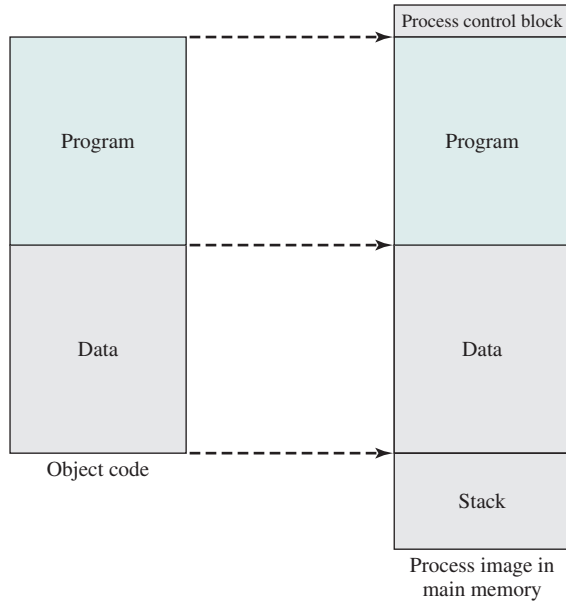 Process control block
Program
Program
Data
Data
Object code
Stack
Process image in
main memory